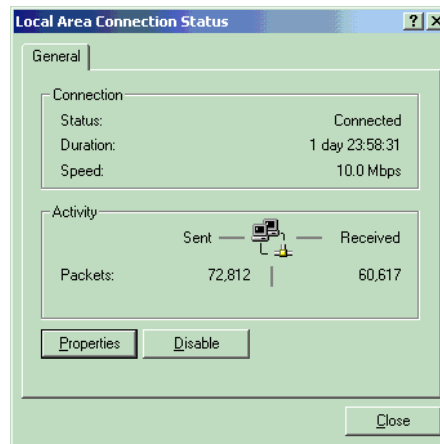 Local Area Connection Status
General
Connection
Status: Connected
Duration: 1 day 23:58:31
Speed: 10.0 Mbps
Activity
Sent Received
Packets: 72,812 60,617
Properties Disable
Close